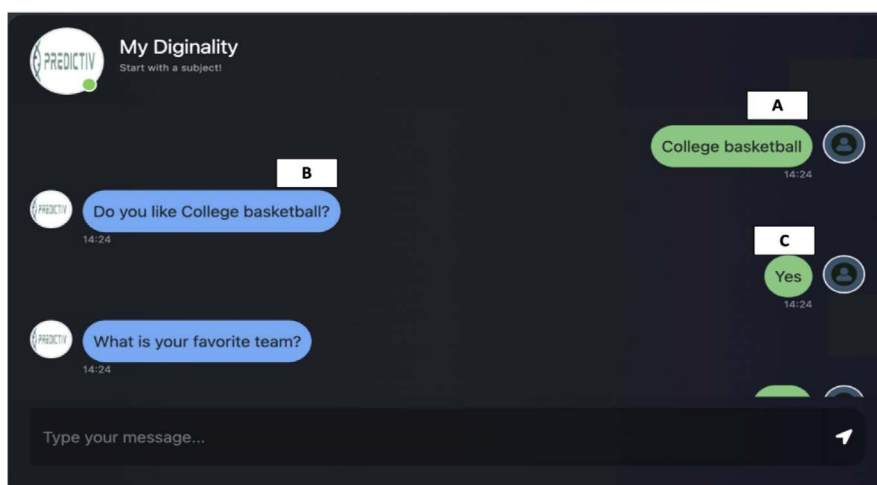 PREDICTIV
My Diginality
Start with a subject!
A
College basketball
14:24
B
PREDICTIV
Do you like College basketball?
14:24
C
Yes
14:24
PREDICTIV
What is your favorite team?
14:24
Type your message...